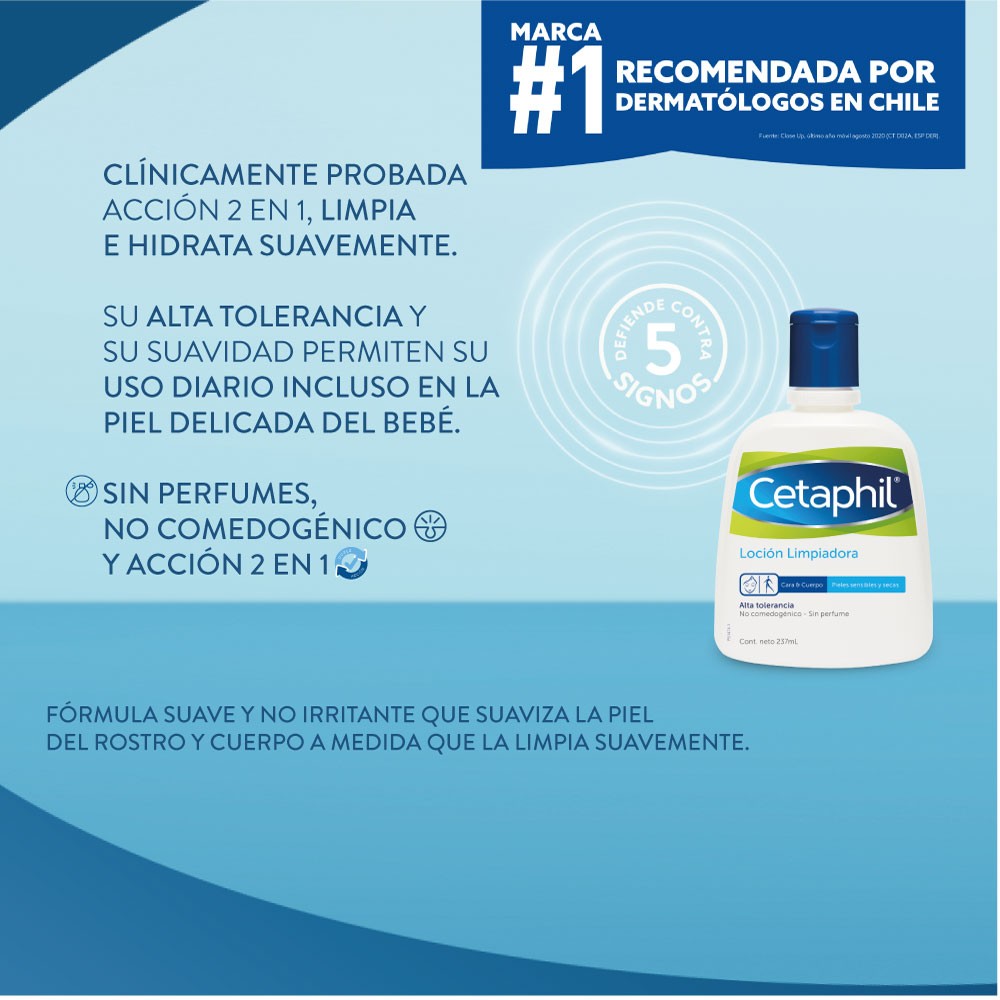 MARCA
#1
RECOMENDADA POR
DERMATÓLOGOS EN CHILE
Fuente: Close Up, último año móvil agosto 2020 (CT D02A, ESP DER).
CLÍNICAMENTE PROBADA
ACCIÓN 2 EN 1, LIMPIA
E HIDRATA SUAVEMENTE.
SU ALTA TOLERANCIA Y
SU SUAVIDAD PERMITEN SU
USO DIARIO INCLUSO EN LA
PIEL DELICADA DEL BEBÉ.
SIN PERFUMES,
NO COMEDOGÉNICO
Y ACCIÓN 2 EN 1
DEFIENDE CONTRA
5
SIGNOS
Cetaphil®
Loción Limpiadora
Cara & Cuerpo Pieles sensibles y secas
Alta tolerancia
No comedogénico - Sin perfume
Cont. neto 237mL
FÓRMULA SUAVE Y NO IRRITANTE QUE SUAVIZA LA PIEL
DEL ROSTRO Y CUERPO A MEDIDA QUE LA LIMPIA SUAVEMENTE.